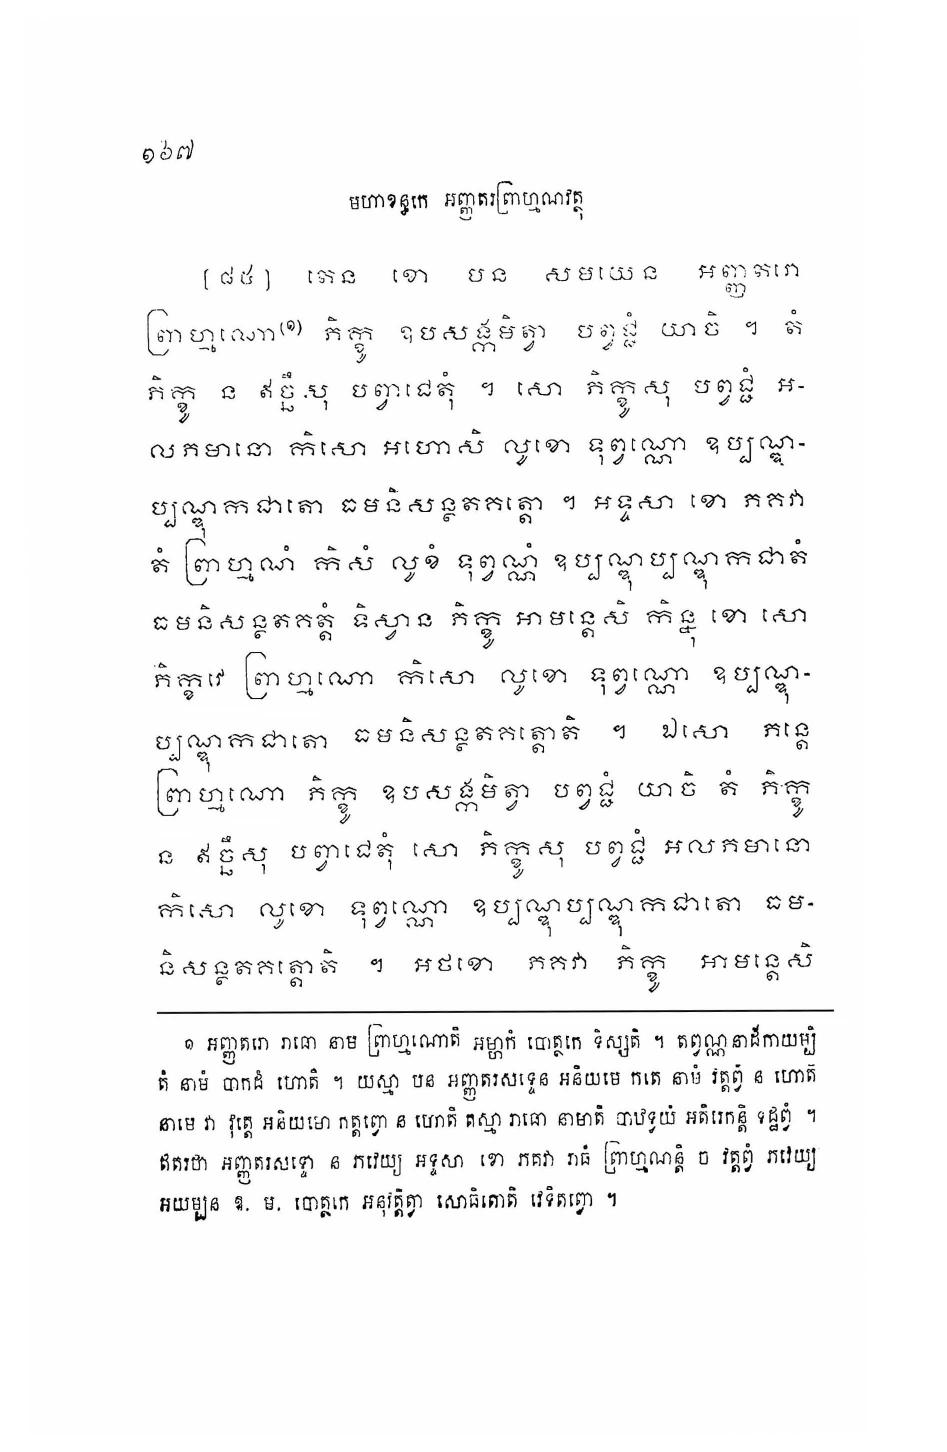 ១៦៧
មហាខន្ធកេ អញ្ញតរព្រាហ្មណវត្ថុ
[៨៥] តេន ខោ បន សមយេន អញ្ញតរោ
ព្រាហ្មណោ(១) ភិក្ខូ ឧបសង្កមិត្វា បព្វជ្ជំ យាចិ ។ តំ
ភិក្ខូ ន ឥច្ឆឹសុ បព្វាជេតុំ ។ សោ ភិក្ខូសុ បព្វជ្ជំ អ-
លភមានោ កិសោ អហោសិ លូខោ ទុព្វណ្ណោ ឧប្បណ្ឌុ-
ប្បណ្ឌុកជាតោ ធមនិសន្ថតគត្តោ ។ អទ្ទសា ខោ ភគវា
តំ ព្រាហ្មណំ កិសំ លូខំ ទុព្វណ្ណំ ឧប្បណ្ឌុប្បណ្ឌុកជាតំ
ធមនិសន្ថតគត្តំ ទិស្វាន ភិក្ខូ អាមន្តេសិ កិន្នុ ខោ សោ
ភិក្ខវេ ព្រាហ្មណោ កិសោ លូខោ ទុព្វណ្ណោ ឧប្បណ្ឌុ-
ប្បណ្ឌុកជាតោ ធមនិសន្ថតគត្តោតិ ។ ឯសោ ភន្តេ
ព្រាហ្មណោ ភិក្ខូ ឧបសង្កមិត្វា បព្វជ្ជំ យាចិ តំ ភិក្ខូ
ន ឥច្ឆឹសុ បព្វាជេតុំ សោ ភិក្ខូសុ បព្វជ្ជំ អលភមានោ
កិសោ លូខោ ទុព្វណ្ណោ ឧប្បណ្ឌុប្បណ្ឌុកជាតោ ធម-
និសន្ថតគត្តោតិ ។ អថខោ ភគវា ភិក្ខូ អាមន្តេសិ
១ អញ្ញតរោ រាធោ នាម ព្រាហ្មណោតិ អម្ហាកំ បោត្ថកេ ទិស្សតិ ។ តព្វណ្ណនាដីកាយម្បិ
តំ នាមំ បាកដំ ហោតិ ។ យស្មា បន អញ្ញតរសទ្ទេន អនិយមេ កតេ នាមំ វត្តព្វំ ន ហោតិ
នាមេ វា វុត្តេ អនិយមោ កត្តព្វោ ន ហោតិ តស្មា រាធោ នាមាតិ បាឋទ្វយំ អតិរេកន្តិ ទដ្ឋព្វំ ។
ឥតរថា អញ្ញតរសទ្ទោ ន ភវេយ្យ អទ្ទសា ខោ ភគវា រាធំ ព្រាហ្មណន្តិ ច វត្តព្វំ ភវេយ្យ
អយម្បន ឱ. ម. បោត្ថកេ អនុវត្តិត្វា សោធិតោតិ វេទិតព្វោ ។